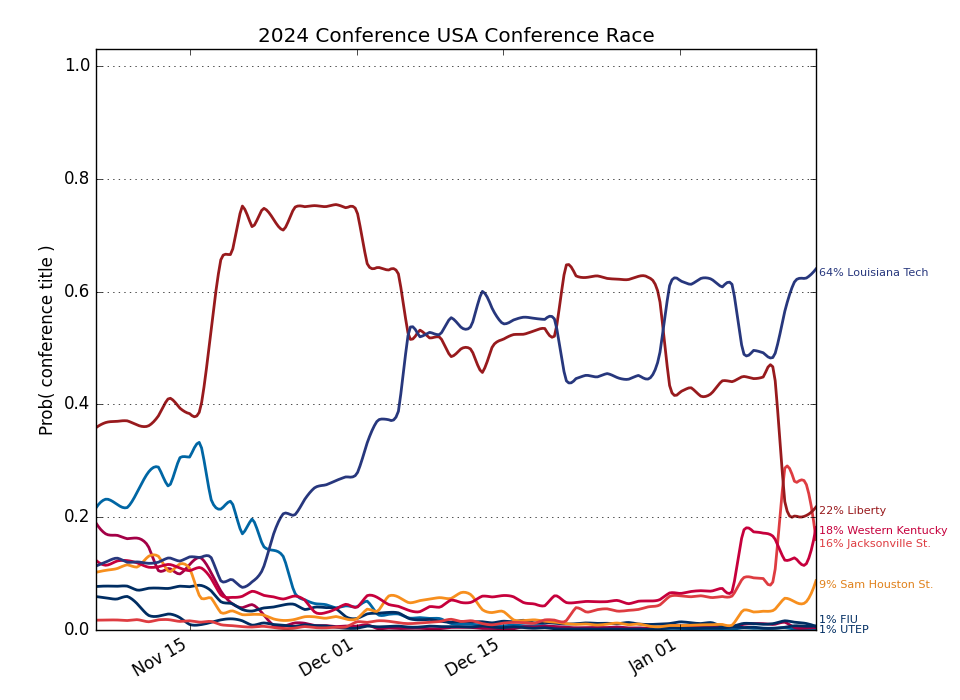 2024 Conference USA Conference Race
1.0
0.8
0.6
0.4
0.2
0.0
Prob( conference title )
Nov 15
Dec 01
Dec 15
Jan 01
64% Louisiana Tech
22% Liberty
18% Western Kentucky
16% Jacksonville St.
9% Sam Houston St.
1% FIU
1% UTEP